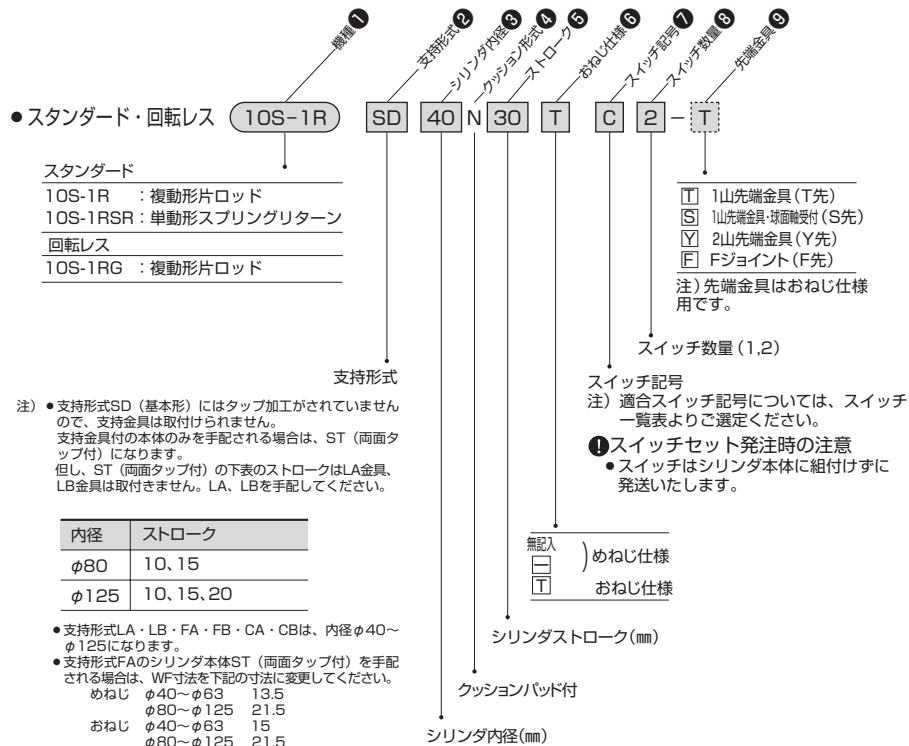 機種❶
支持形式❷
シリンダ内径❸
クッション形式❹
ストローク❺
おねじ仕様❻
スイッチ記号❼
スイッチ数量❽
先端金具❾
●スタンダード・回転レス 10S-1R SD 40 N 30 T C 2 - T
スタンダード
10S-1R ：複動形片ロッド
10S-1RSR：単動形スプリングリターン
回転レス
10S-1RG ：複動形片ロッド
T 1山先端金具（T先）
S 1山先端金具・球面軸受付（S先）
Y 2山先端金具（Y先）
F Fジョイント（F先）
注）先端金具はおねじ仕様
用です。
スイッチ数量（1,2）
支持形式
スイッチ記号
注）適合スイッチ記号については、スイッチ
一覧表よりご選定ください。
❗スイッチセット発注時の注意
●スイッチはシリンダ本体に組付けずに
発送いたします。
注）●支持形式SD（基本形）にはタップ加工がされていません
ので、支持金具は取付けられません。
支持金具付の本体のみを手配される場合は、ST（両面タ
ップ付）になります。
但し、ST（両面タップ付）の下表のストロークはLA金具、
LB金具は取付きません。LA、LBを手配してください。
内径 ストローク
φ80 10、15
φ125 10、15、20
●支持形式LA・LB・FA・FB・CA・CBは、内径φ40〜
φ125になります。
●支持形式FAのシリンダ本体ST（両面タップ付）を手配
される場合は、WF寸法を下記の寸法に変更してください。
めねじ φ40〜φ63 13.5
φ80〜φ125 21.5
おねじ φ40〜φ63 15
φ80〜φ125 21.5
無記入
一 ）めねじ仕様
T おねじ仕様
シリンダストローク(㎜)
クッションパッド付
シリンダ内径(㎜)